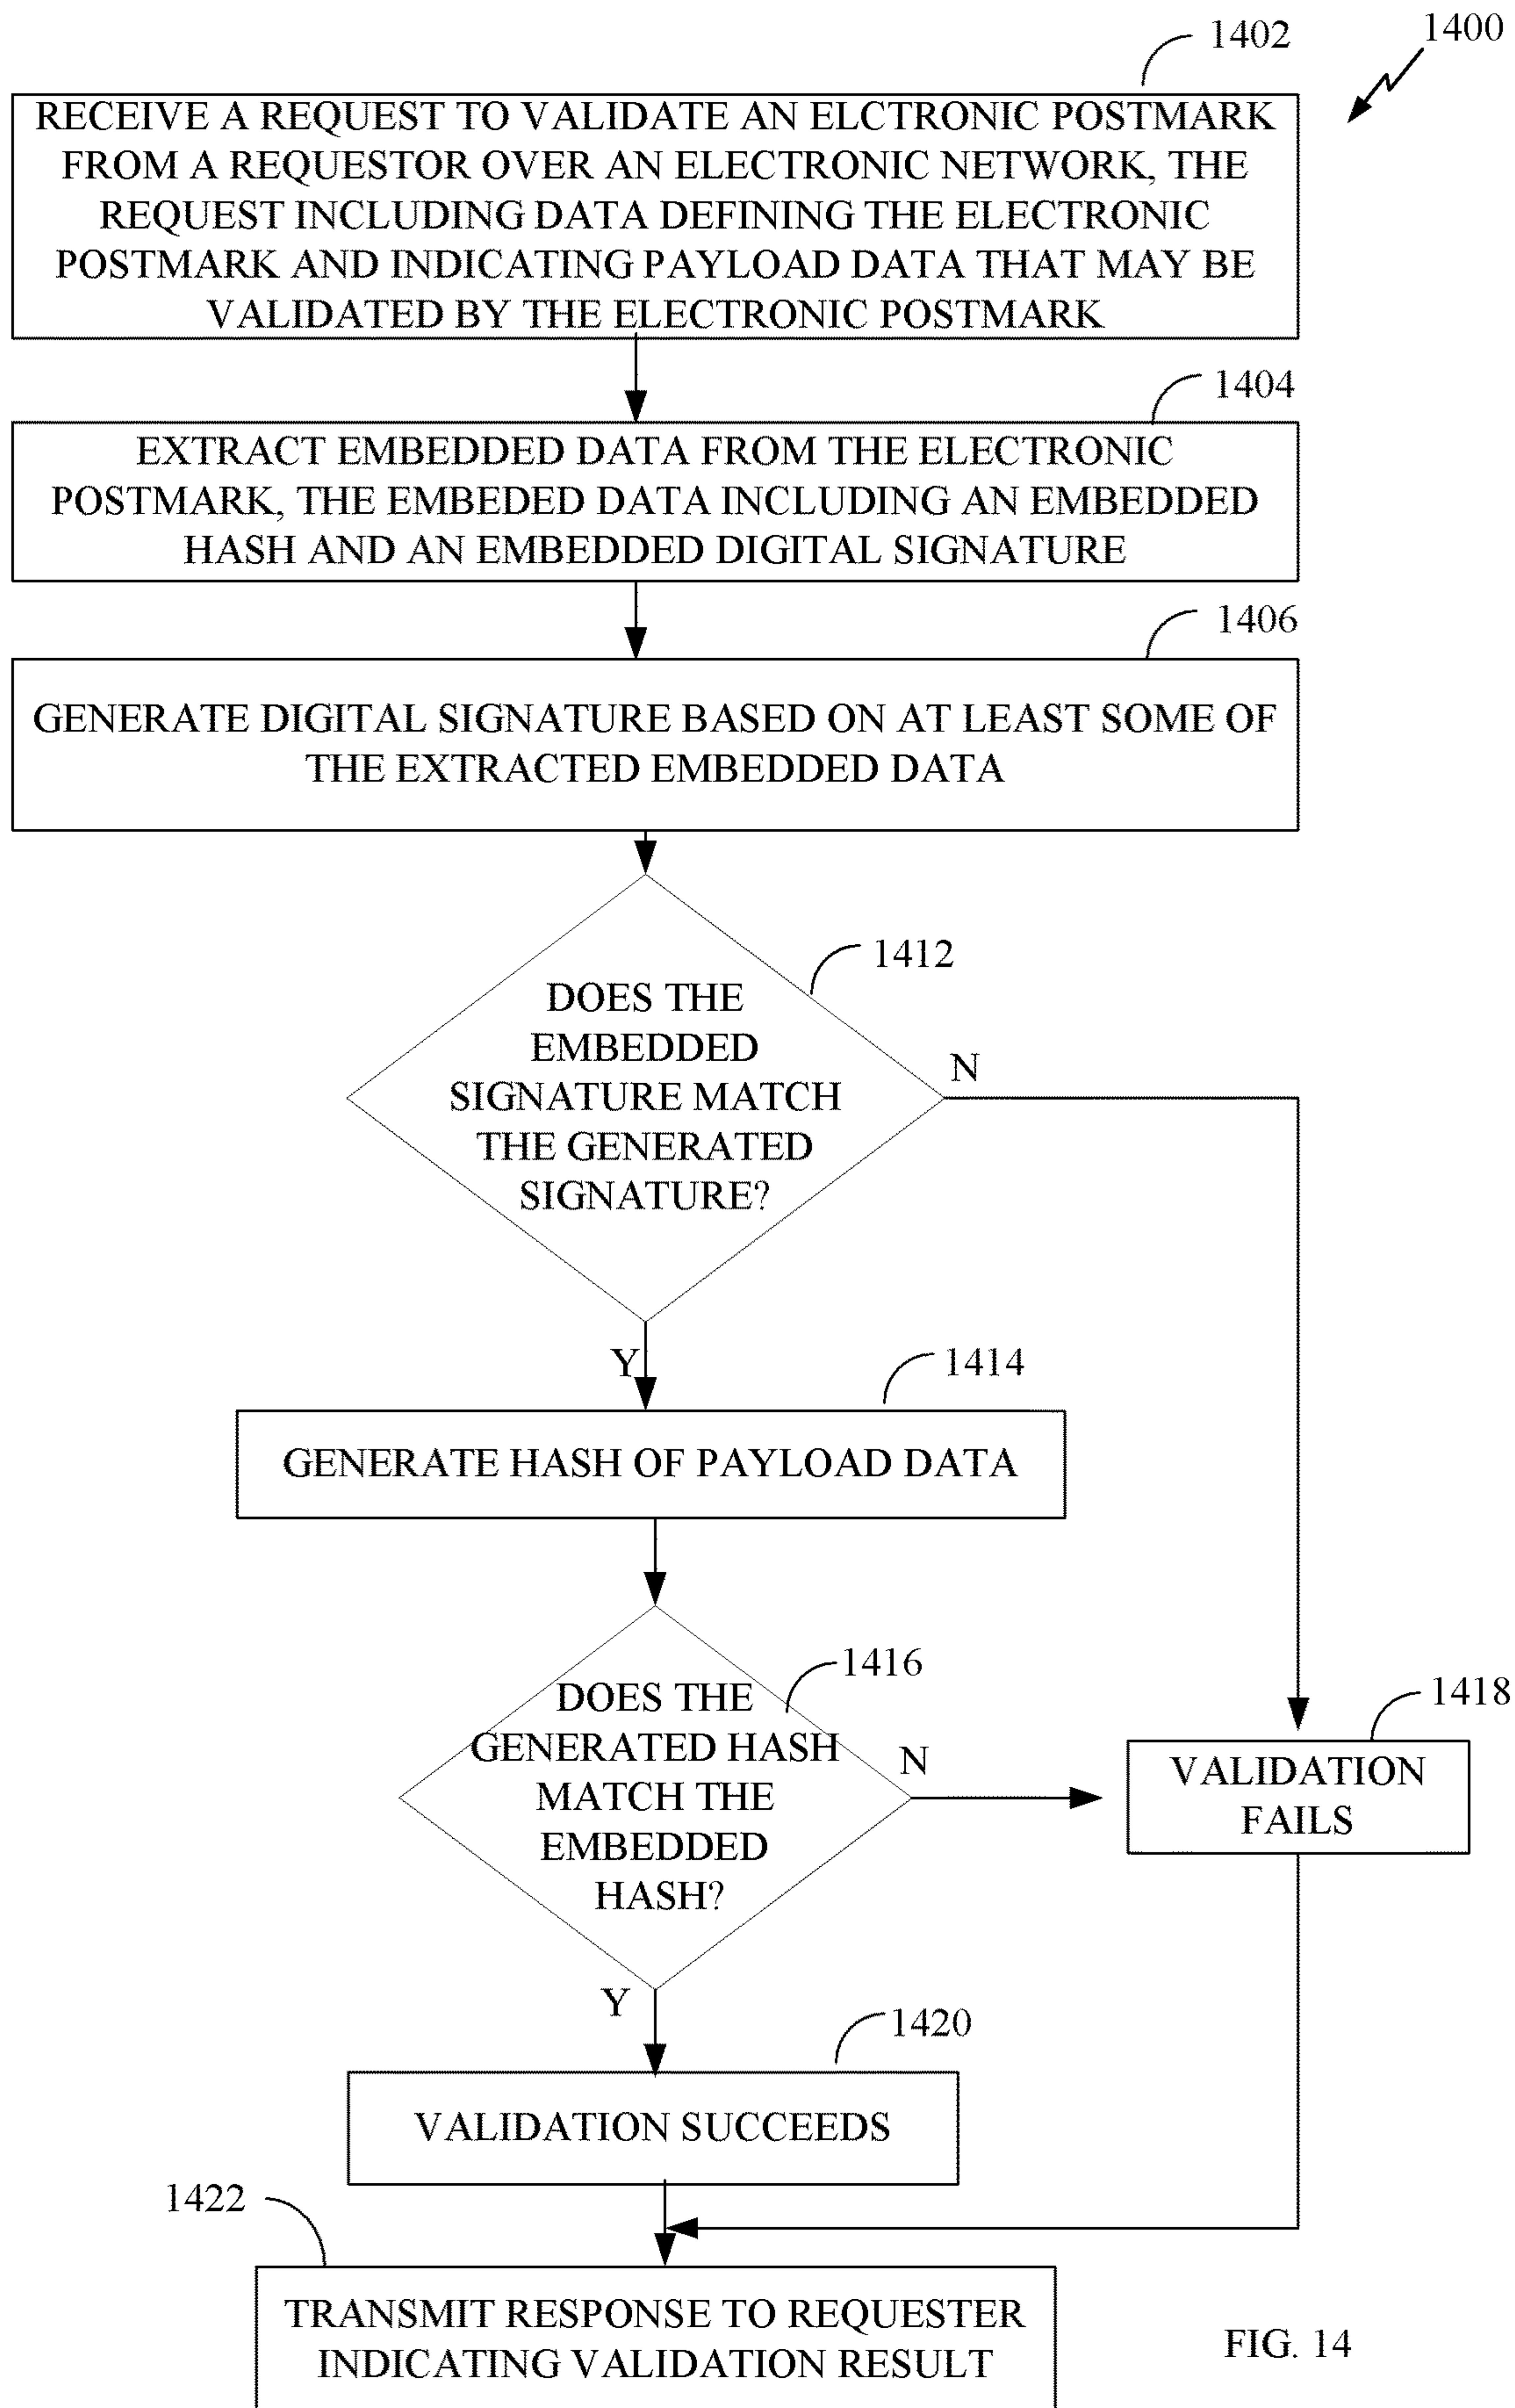 1402
1400
RECEIVE A REQUEST TO VALIDATE AN ELCTRONIC POSTMARK
FROM A REQUESTOR OVER AN ELECTRONIC NETWORK, THE
REQUEST INCLUDING DATA DEFINING THE ELECTRONIC
POSTMARK AND INDICATING PAYLOAD DATA THAT MAY BE
VALIDATED BY THE ELECTRONIC POSTMARK
1404
EXTRACT EMBEDDED DATA FROM THE ELECTRONIC
POSTMARK, THE EMBEDED DATA INCLUDING AN EMBEDDED
HASH AND AN EMBEDDED DIGITAL SIGNATURE
1406
GENERATE DIGITAL SIGNATURE BASED ON AT LEAST SOME OF
THE EXTRACTED EMBEDDED DATA
1412
DOES THE
EMBEDDED
SIGNATURE MATCH
THE GENERATED
SIGNATURE?
N
Y
1414
GENERATE HASH OF PAYLOAD DATA
1416
DOES THE
GENERATED HASH
MATCH THE
EMBEDDED
HASH?
N
1418
VALIDATION
FAILS
Y
1420
VALIDATION SUCCEEDS
1422
TRANSMIT RESPONSE TO REQUESTER
INDICATING VALIDATION RESULT
FIG. 14